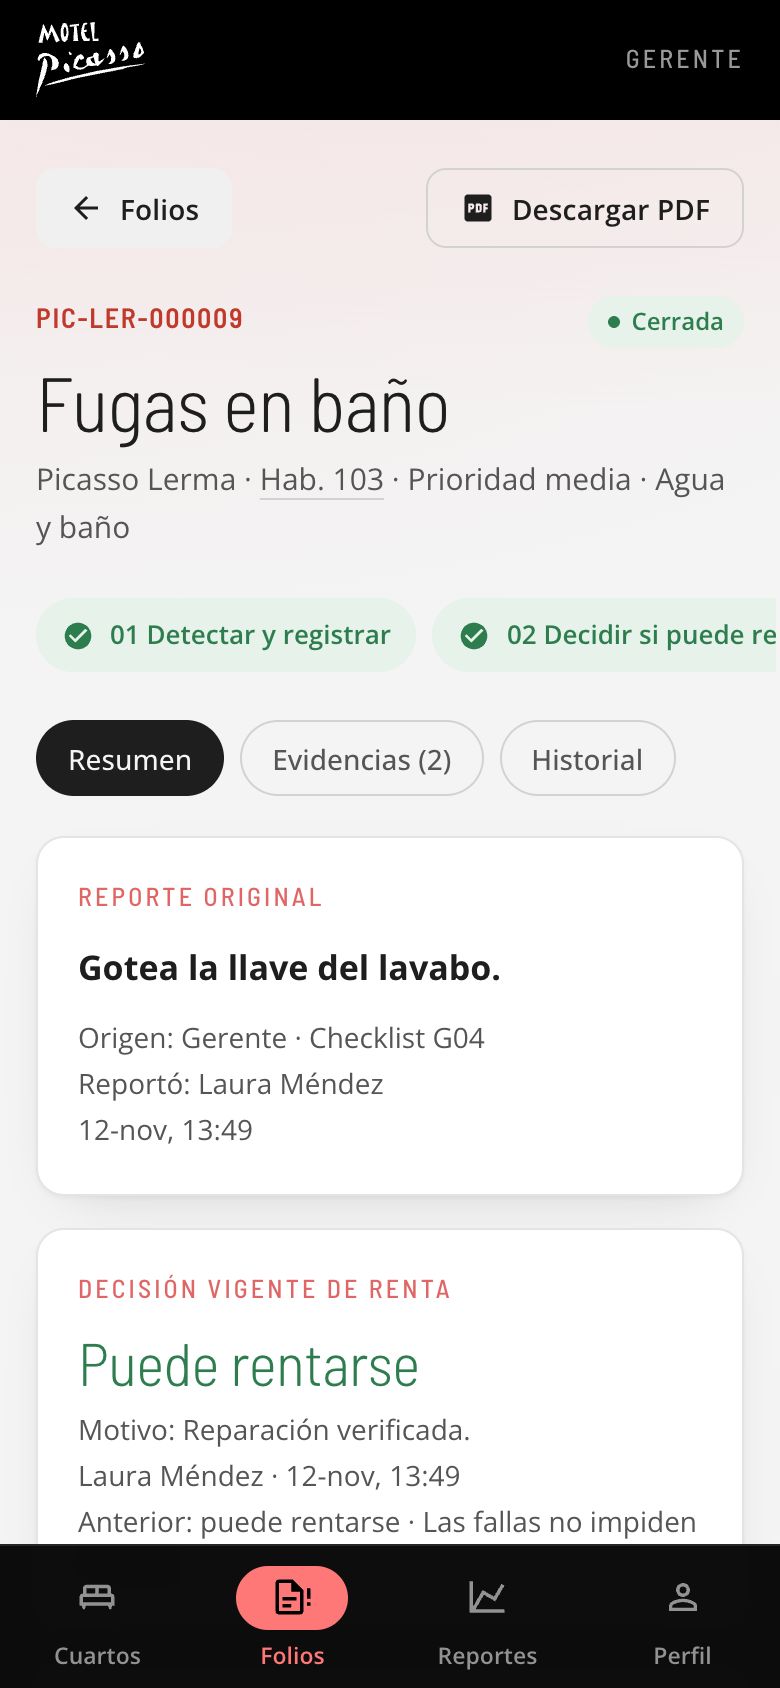 MOTEL
Picasso
GERENTE
Folios
PDF
Descargar PDF
PIC-LER-000009
Cerrada
Fugas en baño
Picasso Lerma · Hab. 103 · Prioridad media · Agua
y baño
01 Detectar y registrar
02 Decidir si puede re
Resumen
Evidencias (2)
Historial
REPORTE ORIGINAL
Gotea la llave del lavabo.
Origen: Gerente · Checklist G04
Reportó: Laura Méndez
12-nov, 13:49
DECISIÓN VIGENTE DE RENTA
Puede rentarse
Motivo: Reparación verificada.
Laura Méndez · 12-nov, 13:49
Anterior: puede rentarse · Las fallas no impiden
Cuartos
Folios
Reportes
Perfil